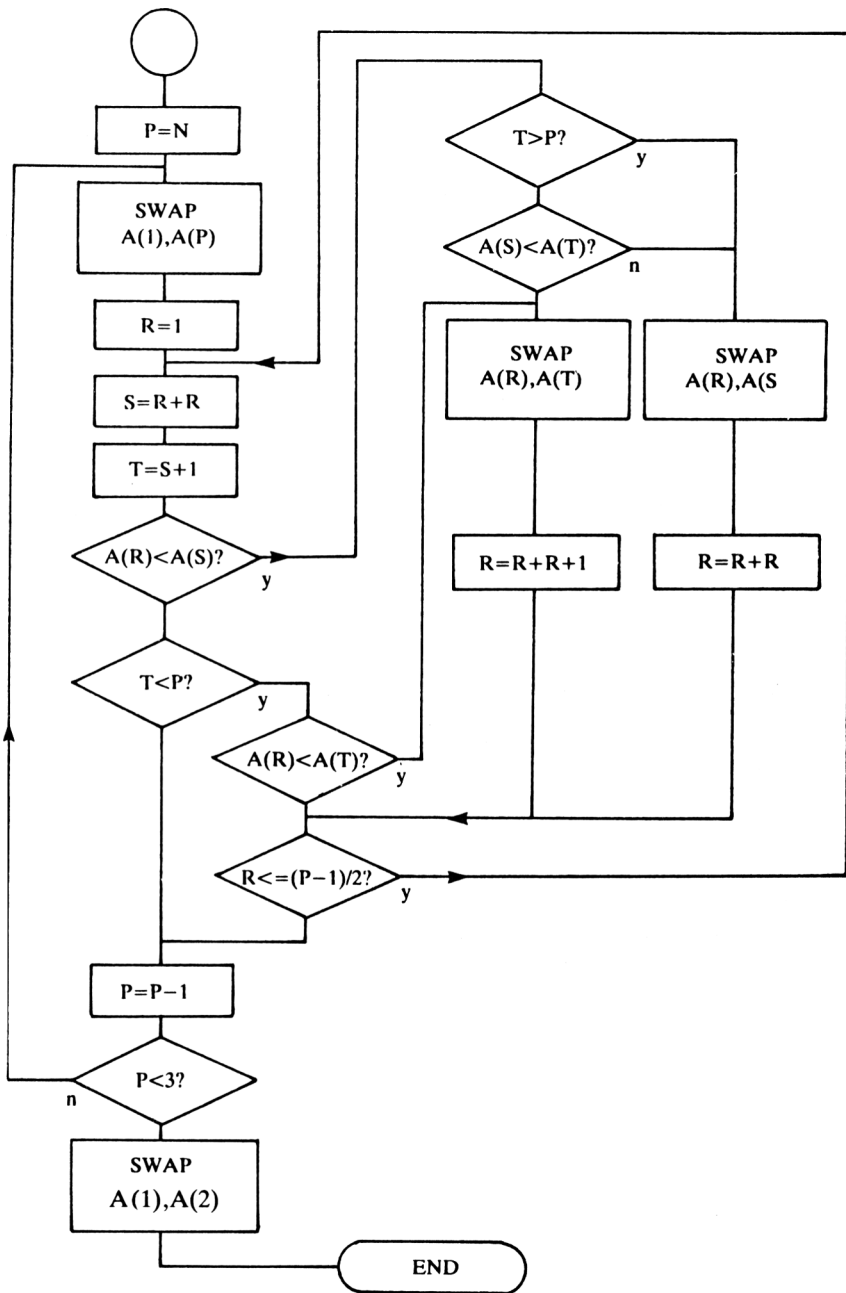 P=N
SWAP
A(1),A(P)
R=1
S=R+R
T=S+1
A(R)<A(S)?
y
T<P?
y
A(R)<A(T)?
y
R<=(P-1)/2?
y
P=P-1
P<3?
n
SWAP
A(1),A(2)
END
T>P?
y
A(S)<A(T)?
n
SWAP
A(R),A(T)
R=R+R+1
SWAP
A(R),A(S
R=R+R